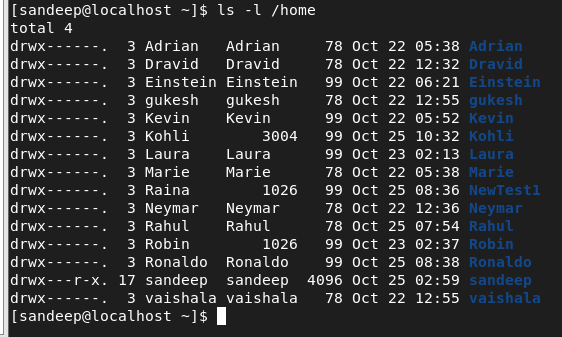 [sandeep@localhost ~]$ ls -l /home
total 4
drwx------.  3 Adrian   Adrian     78 Oct 22 05:38 Adrian
drwx------.  3 Dravid   Dravid     78 Oct 22 12:32 Dravid
drwx------.  3 Einstein Einstein   99 Oct 22 06:21 Einstein
drwx------.  3 gukesh   gukesh     78 Oct 22 12:55 gukesh
drwx------.  3 Kevin    Kevin      99 Oct 22 05:52 Kevin
drwx------.  3 Kohli        3004   99 Oct 25 10:32 Kohli
drwx------.  3 Laura    Laura      99 Oct 23 02:13 Laura
drwx------.  3 Marie    Marie      78 Oct 22 05:38 Marie
drwx------.  3 Raina        1026   99 Oct 25 08:36 NewTest1
drwx------.  3 Neymar   Neymar     78 Oct 22 12:36 Neymar
drwx------.  3 Rahul    Rahul      78 Oct 25 07:54 Rahul
drwx------.  3 Robin        1026   99 Oct 23 02:37 Robin
drwx------.  3 Ronaldo  Ronaldo    99 Oct 25 08:38 Ronaldo
drwx---r-x. 17 sandeep  sandeep  4096 Oct 25 02:59 sandeep
drwx------.  3 vaishala vaishala   78 Oct 22 12:55 vaishala
[sandeep@localhost ~]$